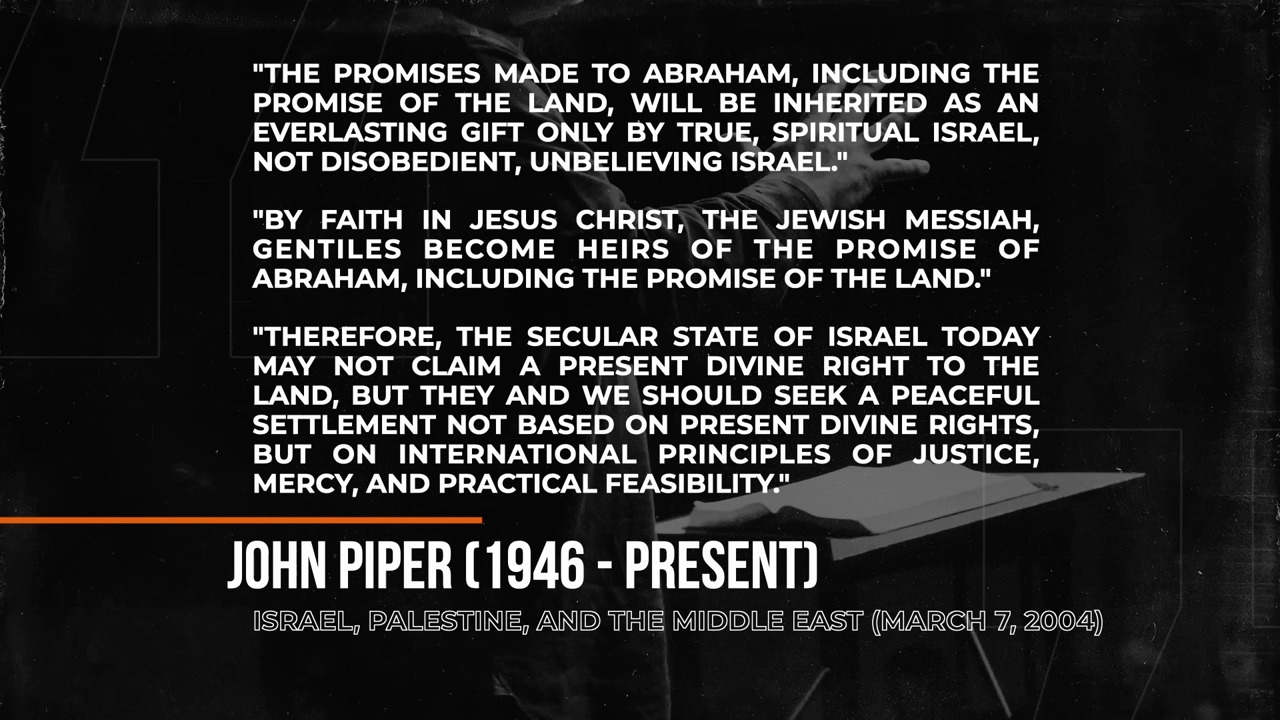 "THE PROMISES MADE TO ABRAHAM, INCLUDING THE
PROMISE OF THE LAND, WILL BE INHERITED AS AN
EVERLASTING GIFT ONLY BY TRUE, SPIRITUAL ISRAEL,
NOT DISOBEDIENT, UNBELIEVING ISRAEL."
"BY FAITH IN JESUS CHRIST, THE JEWISH MESSIAH,
GENTILES BECOME HEIRS OF THE PROMISE OF
ABRAHAM, INCLUDING THE PROMISE OF THE LAND."
"THEREFORE, THE SECULAR STATE OF ISRAEL TODAY
MAY NOT CLAIM A PRESENT DIVINE RIGHT TO THE
LAND, BUT THEY AND WE SHOULD SEEK A PEACEFUL
SETTLEMENT NOT BASED ON PRESENT DIVINE RIGHTS,
BUT ON INTERNATIONAL PRINCIPLES OF JUSTICE,
MERCY, AND PRACTICAL FEASIBILITY."
JOHN PIPER (1946 - PRESENT)
ISRAEL, PALESTINE, AND THE MIDDLE EAST (MARCH 7, 2004)